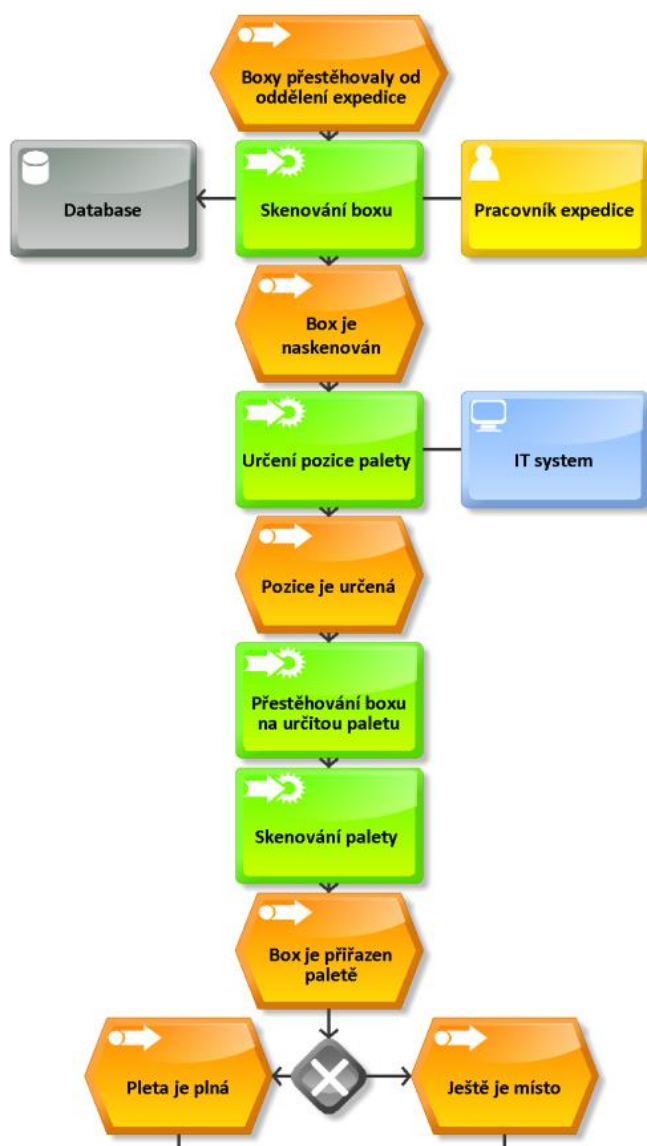 Boxy přestěhovaly od
oddělení expedice
Database
Skenování boxu
Pracovník expedice
Box je
naskenován
Určení pozice palety
IT system
Pozice je určená
Přestěhování boxu
na určitou paletu
Skenování palety
Box je přiřazen
paletě
Pleta je plná
Ještě je místo